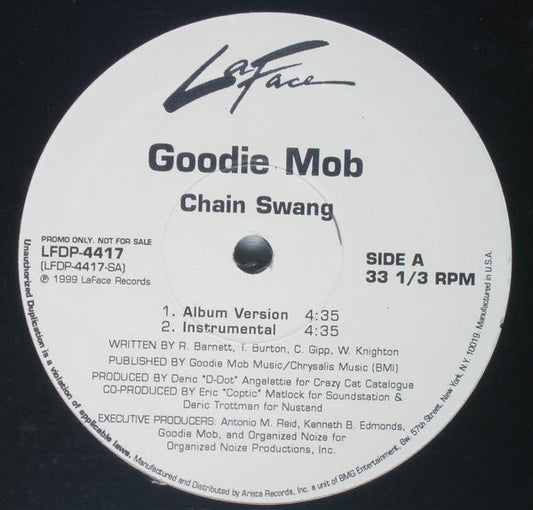 LaFace
Goodie Mob
Chain Swang
PROMO ONLY. NOT FOR SALE
LFDP-4417
(LFDP-4417-SA)
℗ 1999 LaFace Records
SIDE A
33 1/3 RPM
1. Album Version 4:35
2. Instrumental 4:35
WRITTEN BY R. Barnett, T. Burton, C. Gipp, W. Knighton
PUBLISHED BY Goodie Mob Music/Chrysalis Music (BMI)
PRODUCED BY Deric "D-Dot" Angelettie for Crazy Cat Catalogue
CO-PRODUCED BY Eric "Coptic" Matlock for Soundstation &
Deric Trottman for Nustand
EXECUTIVE PRODUCERS: Antonio M. Reid, Kenneth B. Edmonds,
Goodie Mob, and Organized Noize for
Organized Noize Productions, Inc.
Unauthorized Duplication is a violation of applicable laws. Manufactured and Distributed by Arista Records, Inc. a unit of BMG Entertainment, 6w. 57th Street, New York, N.Y. 10019. Manufactured in U.S.A.